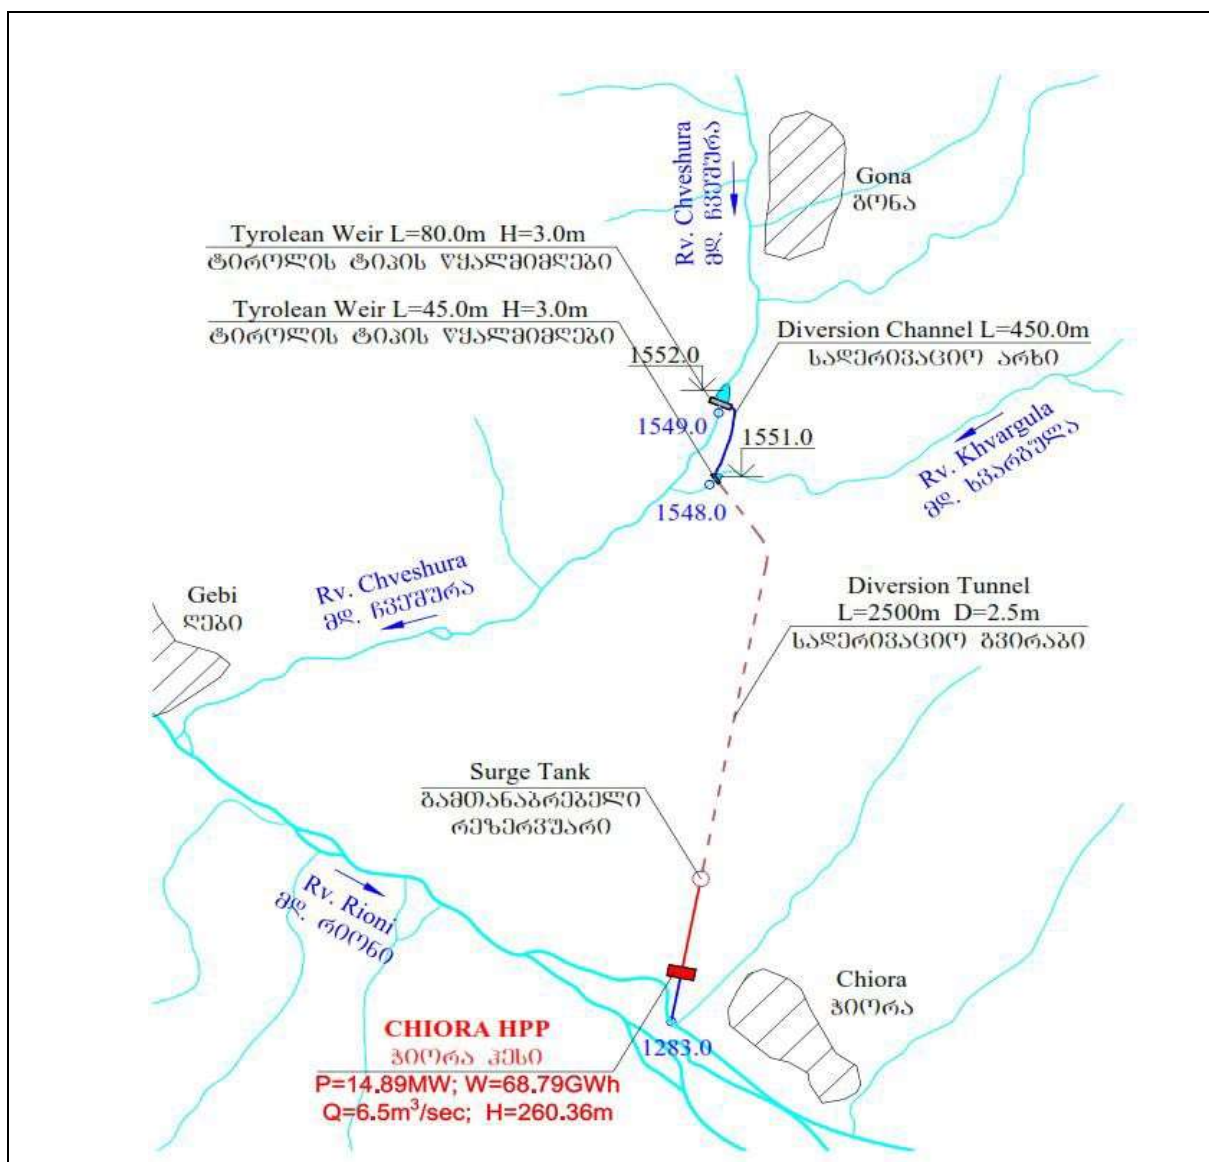 Rv. Chveshura
მდ. ჩვეშურა
Gona
გონა
Tyrolean Weir L=80.0m H=3.0m
ტიროლის ტიპის წყალმიმღები
Tyrolean Weir L=45.0m H=3.0m
ტიროლის ტიპის წყალმიმღები
Diversion Channel L=450.0m
სადერივაციო არხი
1552.0
1549.0
1551.0
Rv. Khvargula
მდ. ხვარგულა
1548.0
Rv. Chveshura
მდ. ჩვეშურა
Gebi
ღები
Diversion Tunnel
L=2500m D=2.5m
სადერივაციო გვირაბი
Surge Tank
გამთანაბრებელი
რეზერვუარი
Rv. Rioni
მდ. რიონი
Chiora
ჭიორა
CHIORA HPP
ჭიორა ჰესი
1283.0
P=14.89MW; W=68.79GWh
Q=6.5m³/sec; H=260.36m